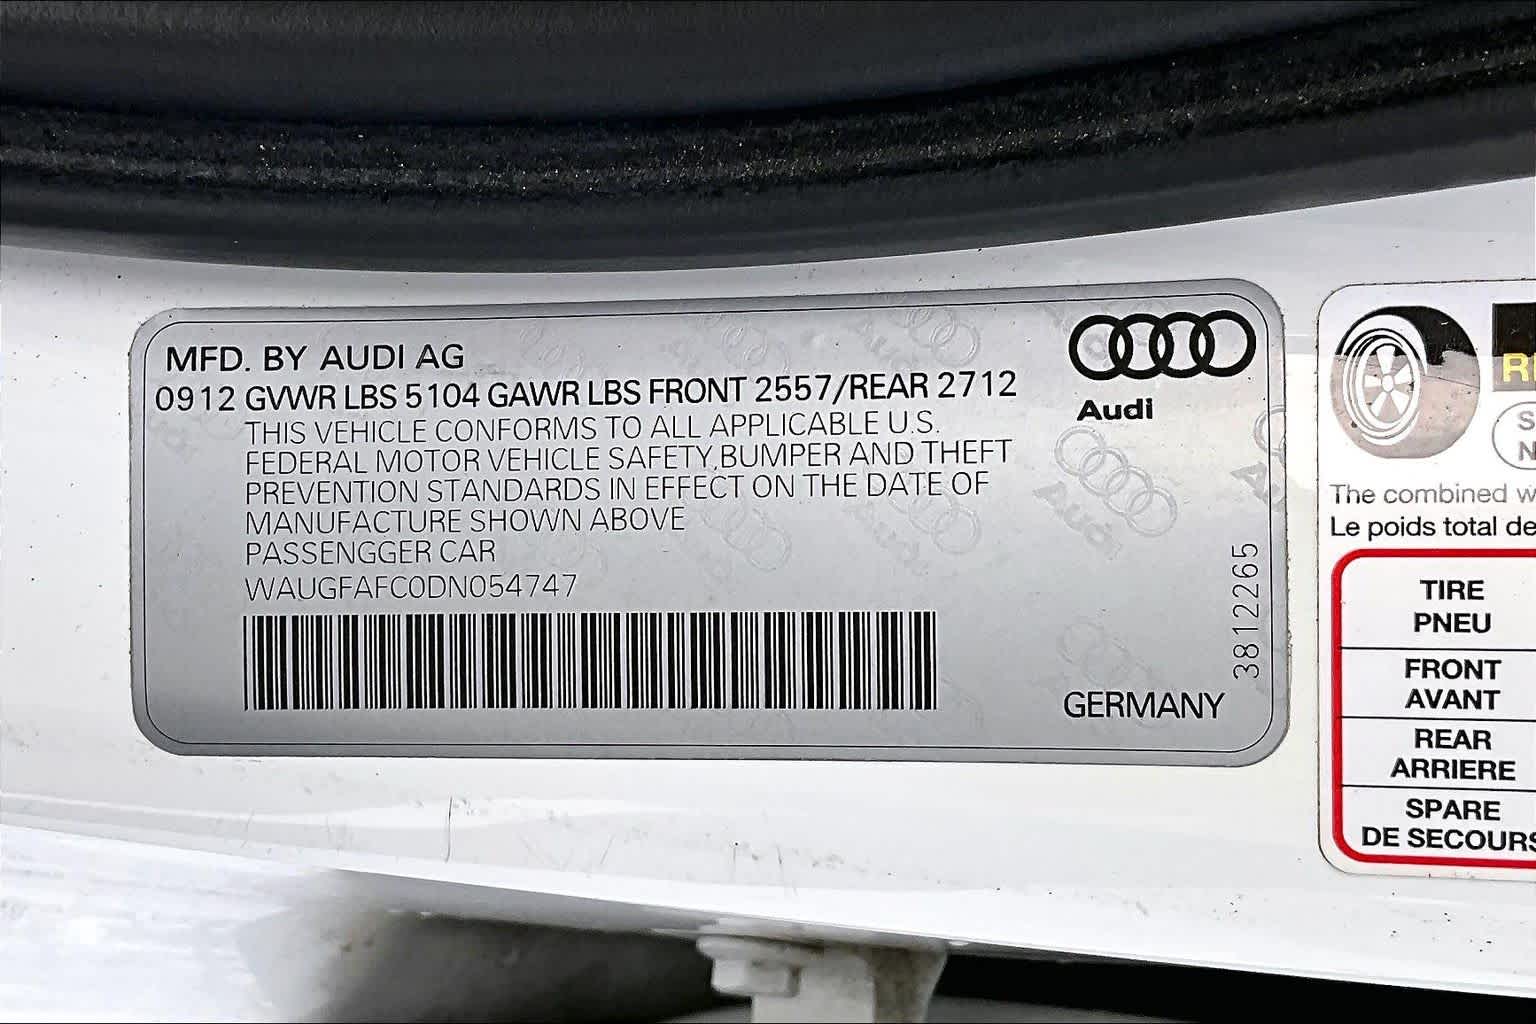 MFD. BY AUDI AG
0912 GVWR LBS 5104 GAWR LBS FRONT 2557/REAR 2712
THIS VEHICLE CONFORMS TO ALL APPLICABLE U.S.
FEDERAL MOTOR VEHICLE SAFETY,BUMPER AND THEFT
PREVENTION STANDARDS IN EFFECT ON THE DATE OF
MANUFACTURE SHOWN ABOVE
PASSENGGER CAR
WAUGFAFC0DN054747
Audi
3812265
GERMANY
The combined
Le poids total de
TIRE
PNEU
FRONT
AVANT
REAR
ARRIERE
SPARE
DE SECOURS